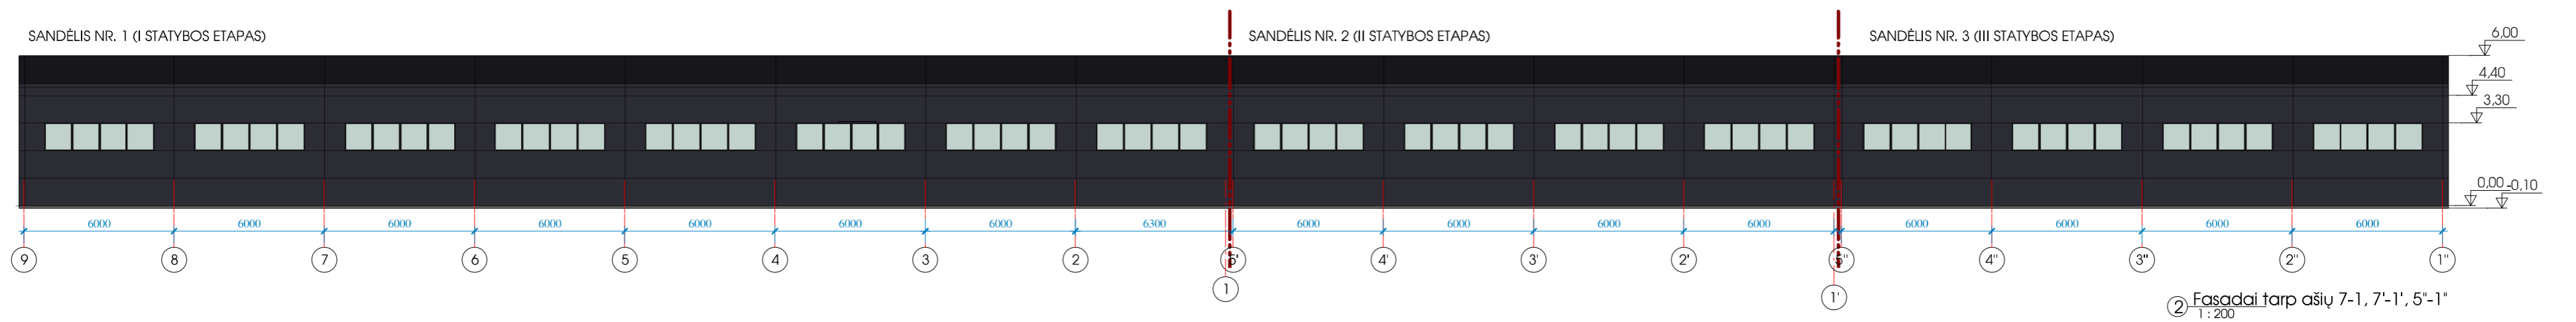 SANDĖLIS NR. 1 (I STATYBOS ETAPAS)
SANDĖLIS NR. 2 (II STATYBOS ETAPAS)
SANDĖLIS NR. 3 (III STATYBOS ETAPAS)
6,00
4,40
3,30
0,00
-0,10
6000 6000 6000 6000 6000 6000 6000 6300 6000 6000 6000 6000 6000 6000 6000 6000
9 8 7 6 5 4 3 2 5' 4' 3' 2' 5" 4" 3" 2" 1"
1 1'
2 Fasadai tarp ašių 7-1, 7'-1', 5"-1"
1 : 200